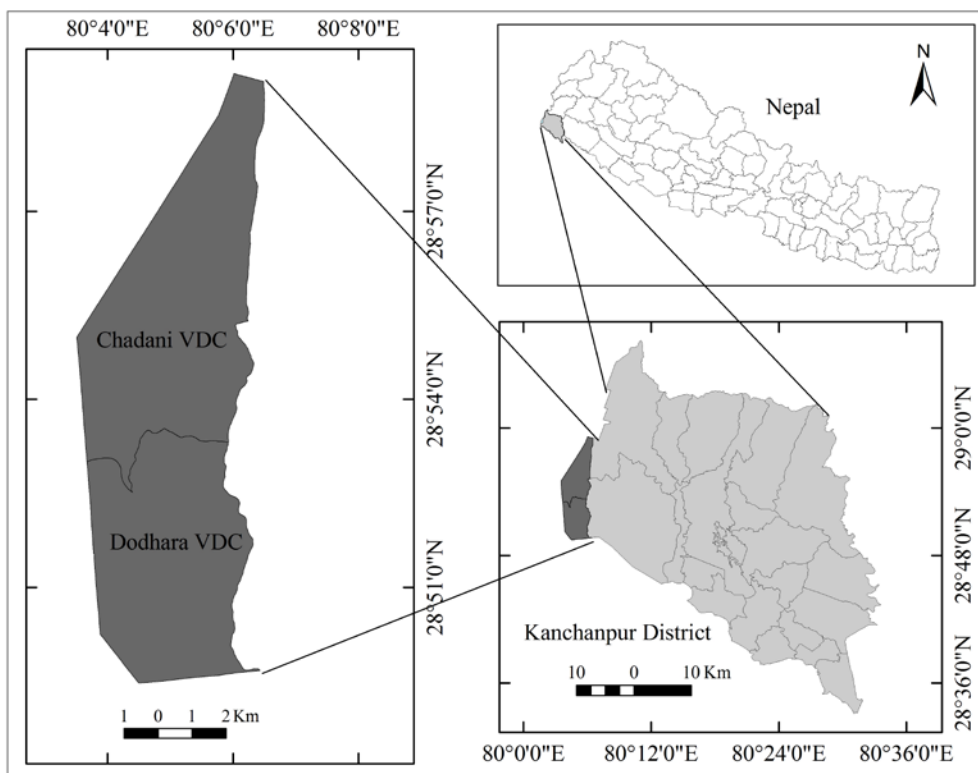 80°4'0"E 80°6'0"E 80°8'0"E
28°57'0"N
28°54'0"N
28°51'0"N
Chadani VDC
Dodhara VDC
1 0 1 2 Km
N
Nepal
29°0'0"N
28°48'0"N
28°36'0"N
Kanchanpur District
10 0 10 Km
80°0'0"E 80°12'0"E 80°24'0"E 80°36'0"E